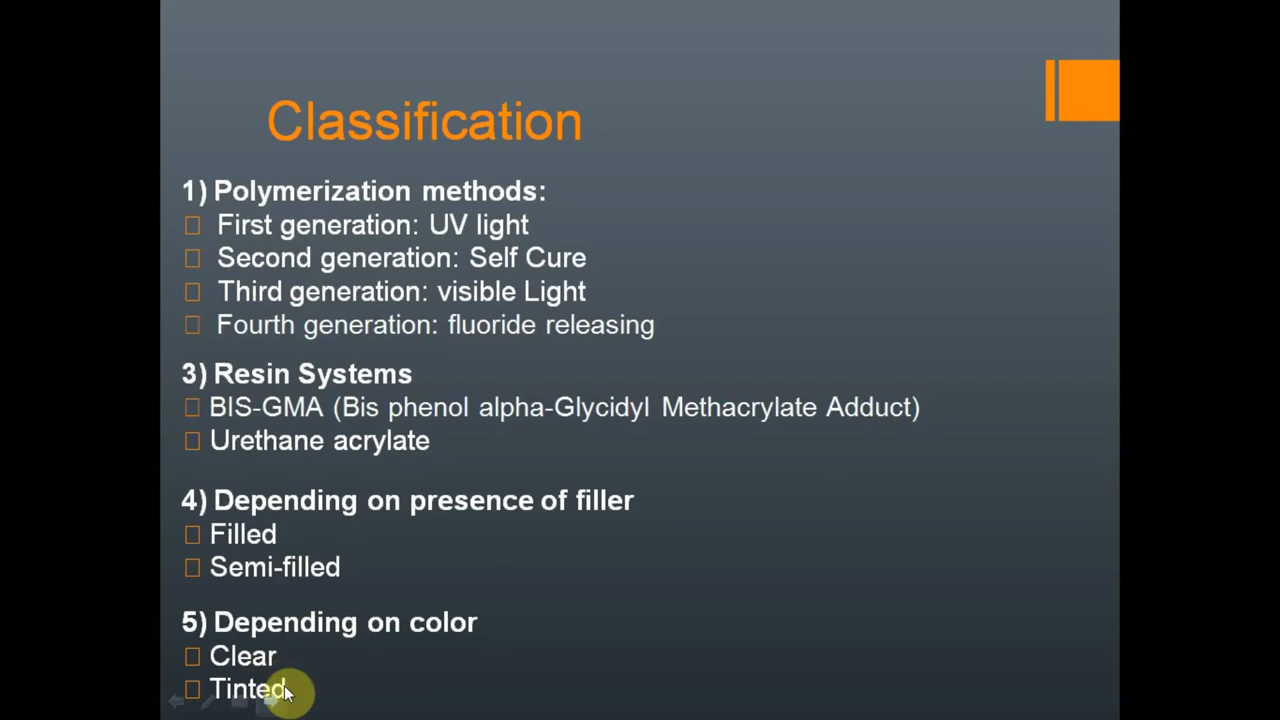 Classification
1) Polymerization methods:
First generation: UV light
Second generation: Self Cure
Third generation: visible Light
Fourth generation: fluoride releasing
3) Resin Systems
BIS-GMA (Bis phenol alpha-Glycidyl Methacrylate Adduct)
Urethane acrylate
4) Depending on presence of filler
Filled
Semi-filled
5) Depending on color
Clear
Tinted